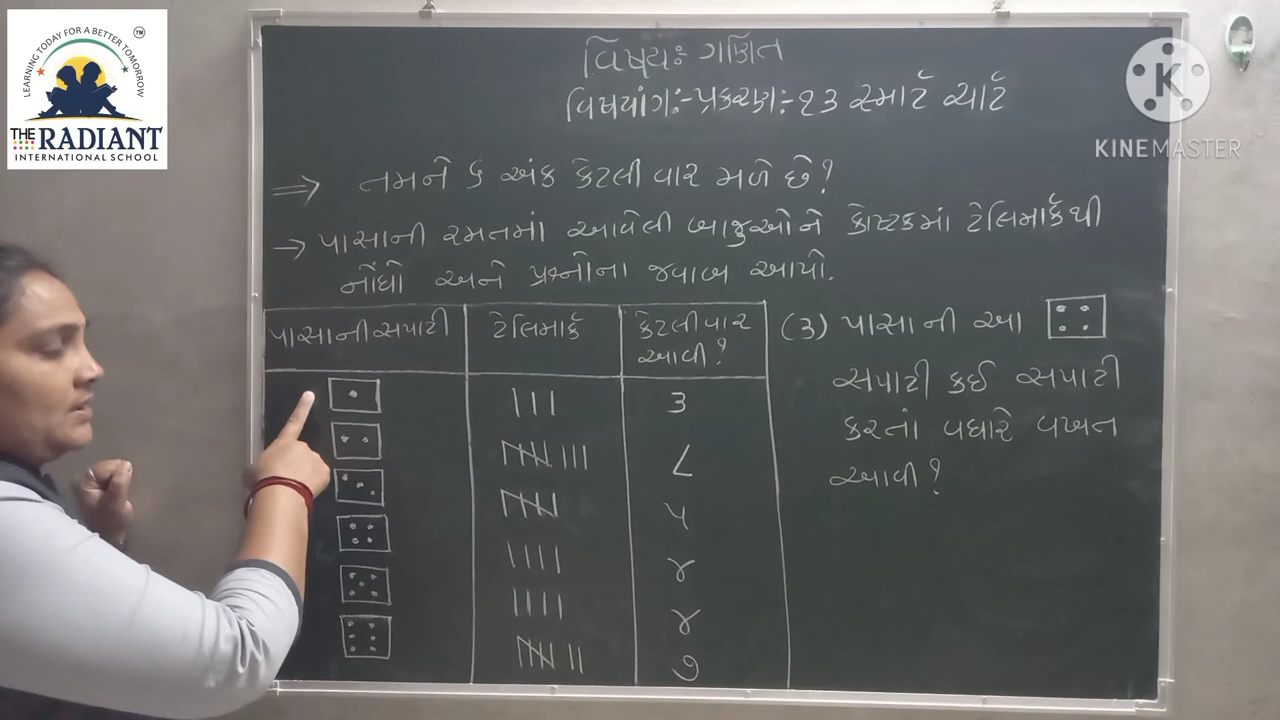 LEARNING TODAY FOR A BETTER TOMORROW
TM
THE RADIANT
INTERNATIONAL SCHOOL
K
KINEMASTER
વિષય:- ગણિત
વિષયાંગ:- પ્રકરણ:- ૧૩ સ્માર્ટ ચાર્ટ
⇒ તમને ૬ અંક કેટલી વાર મળે છે?
→ પાસાની રમતમાં આવેલી બાજુઓને કોષ્ટકમાં ટેલિમાર્કથી
નોંધો અને પ્રશ્નોના જવાબ આપો.
પાસાની સપાટી ટેલિમાર્ક કેટલી વાર
આવી?
||| ૩
|||| ||| ૮
|||| ૫
|||| ૪
|||| ૪
|||| || ૭
(૩) પાસાની આ
સપાટી કઈ સપાટી
કરતાં વધારે વખત
આવી?